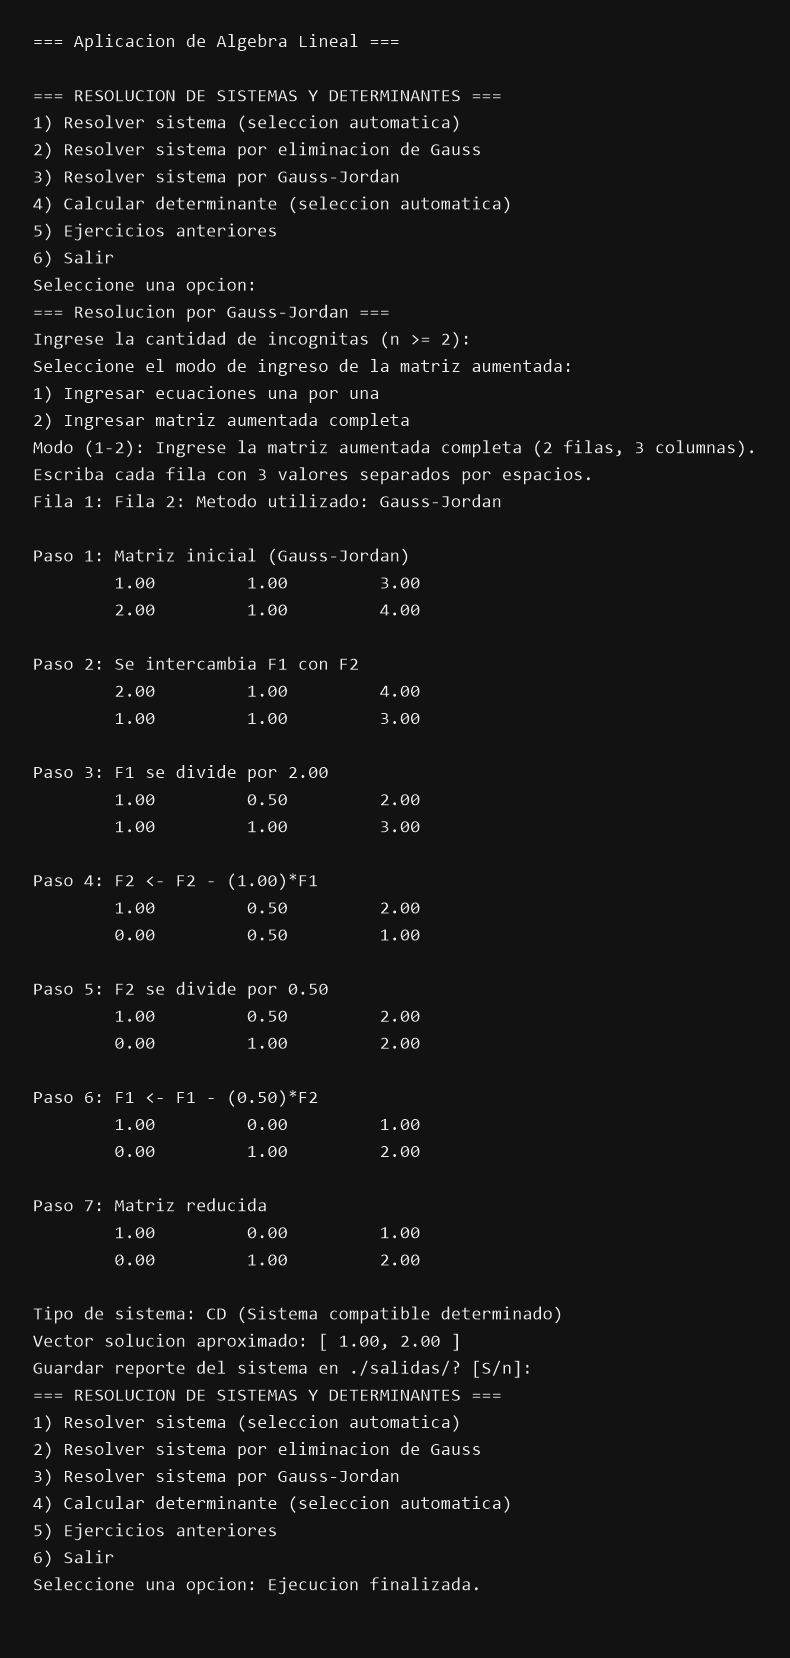 === Aplicacion de Algebra Lineal ===
=== RESOLUCION DE SISTEMAS Y DETERMINANTES ===
1) Resolver sistema (seleccion automatica)
2) Resolver sistema por eliminacion de Gauss
3) Resolver sistema por Gauss-Jordan
4) Calcular determinante (seleccion automatica)
5) Ejercicios anteriores
6) Salir
Seleccione una opcion:
=== Resolucion por Gauss-Jordan ===
Ingrese la cantidad de incognitas (n >= 2):
Seleccione el modo de ingreso de la matriz aumentada:
1) Ingresar ecuaciones una por una
2) Ingresar matriz aumentada completa
Modo (1-2): Ingrese la matriz aumentada completa (2 filas, 3 columnas).
Escriba cada fila con 3 valores separados por espacios.
Fila 1: Fila 2: Metodo utilizado: Gauss-Jordan
Paso 1: Matriz inicial (Gauss-Jordan)
1.00 1.00 3.00
2.00 1.00 4.00
Paso 2: Se intercambia F1 con F2
2.00 1.00 4.00
1.00 1.00 3.00
Paso 3: F1 se divide por 2.00
1.00 0.50 2.00
1.00 1.00 3.00
Paso 4: F2 <- F2 - (1.00)*F1
1.00 0.50 2.00
0.00 0.50 1.00
Paso 5: F2 se divide por 0.50
1.00 0.50 2.00
0.00 1.00 2.00
Paso 6: F1 <- F1 - (0.50)*F2
1.00 0.00 1.00
0.00 1.00 2.00
Paso 7: Matriz reducida
1.00 0.00 1.00
0.00 1.00 2.00
Tipo de sistema: CD (Sistema compatible determinado)
Vector solucion aproximado: [ 1.00, 2.00 ]
Guardar reporte del sistema en ./salidas/? [S/n]:
=== RESOLUCION DE SISTEMAS Y DETERMINANTES ===
1) Resolver sistema (seleccion automatica)
2) Resolver sistema por eliminacion de Gauss
3) Resolver sistema por Gauss-Jordan
4) Calcular determinante (seleccion automatica)
5) Ejercicios anteriores
6) Salir
Seleccione una opcion: Ejecucion finalizada.